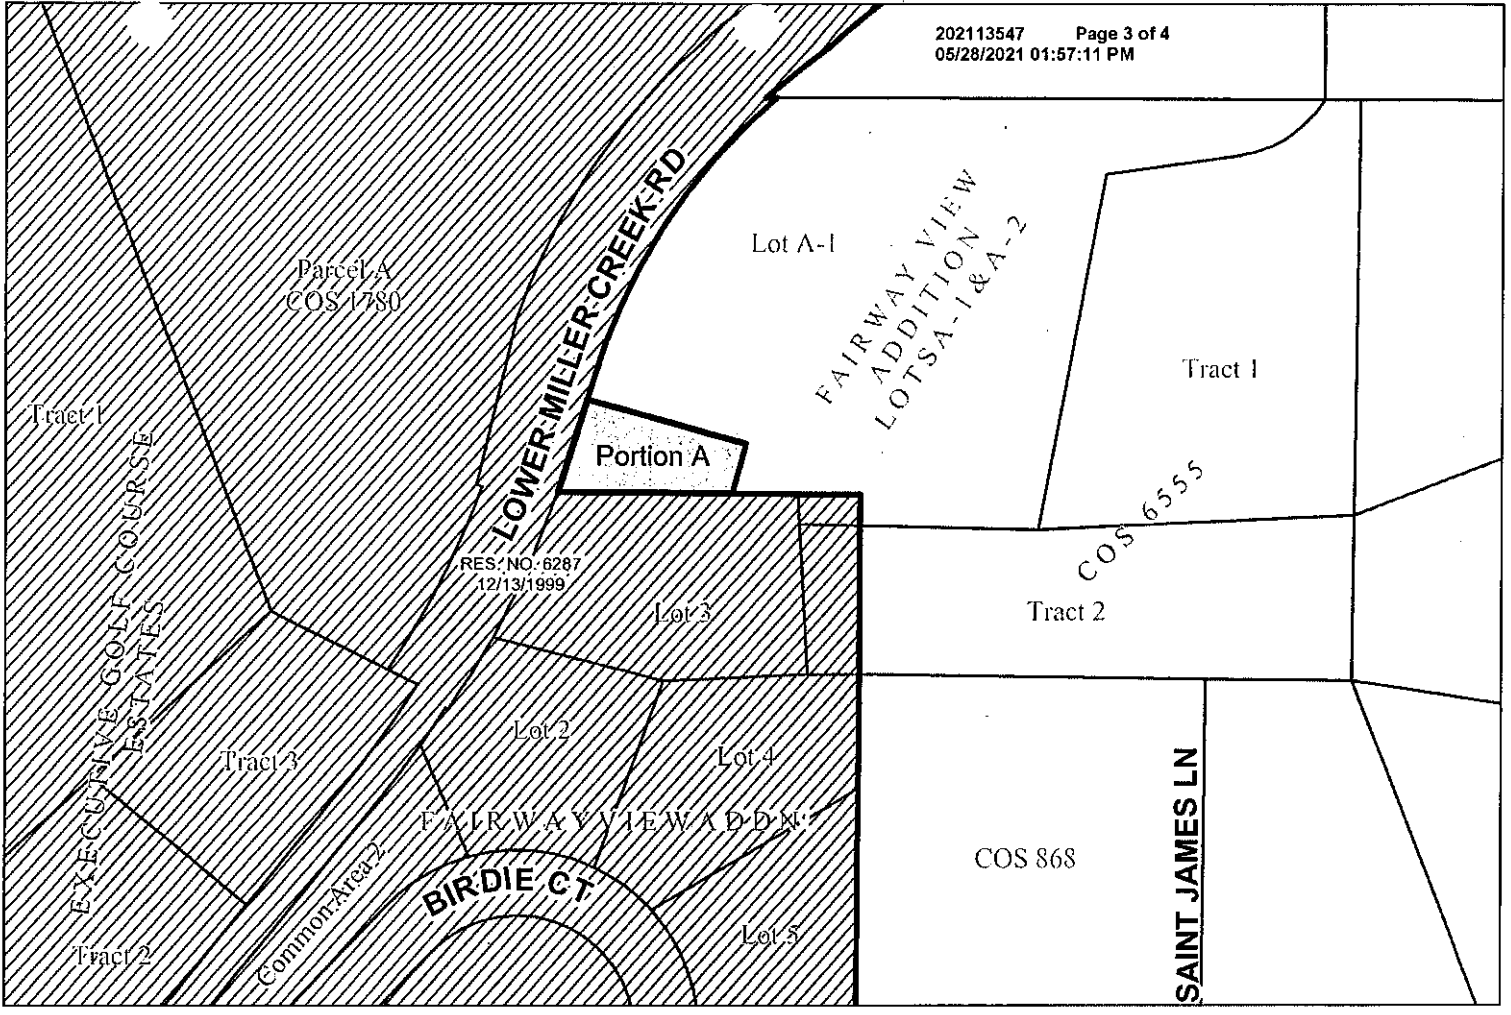 202113547 Page 3 of 4
05/28/2021 01:57:11 PM
LOWER MILLER CREEK RD
Lot A-1
FAIRWAY VIEW
ADDITION
LOTSA-1 & A-2
Parcel A
COS 1780
Tract 1
Tract 1
Portion A
EXECUTIVE GOLF COURSE
ESTATES
COS 6555
RES. NO. 6287
12/13/1999
Lot 3
Tract 2
Lot 2
Lot 4
Tract 3
FAIRWAY VIEW ADDN
COS 868
SAINT JAMES LN
BIRDIE CT
Common Area 2
Lot 5
Tract 2